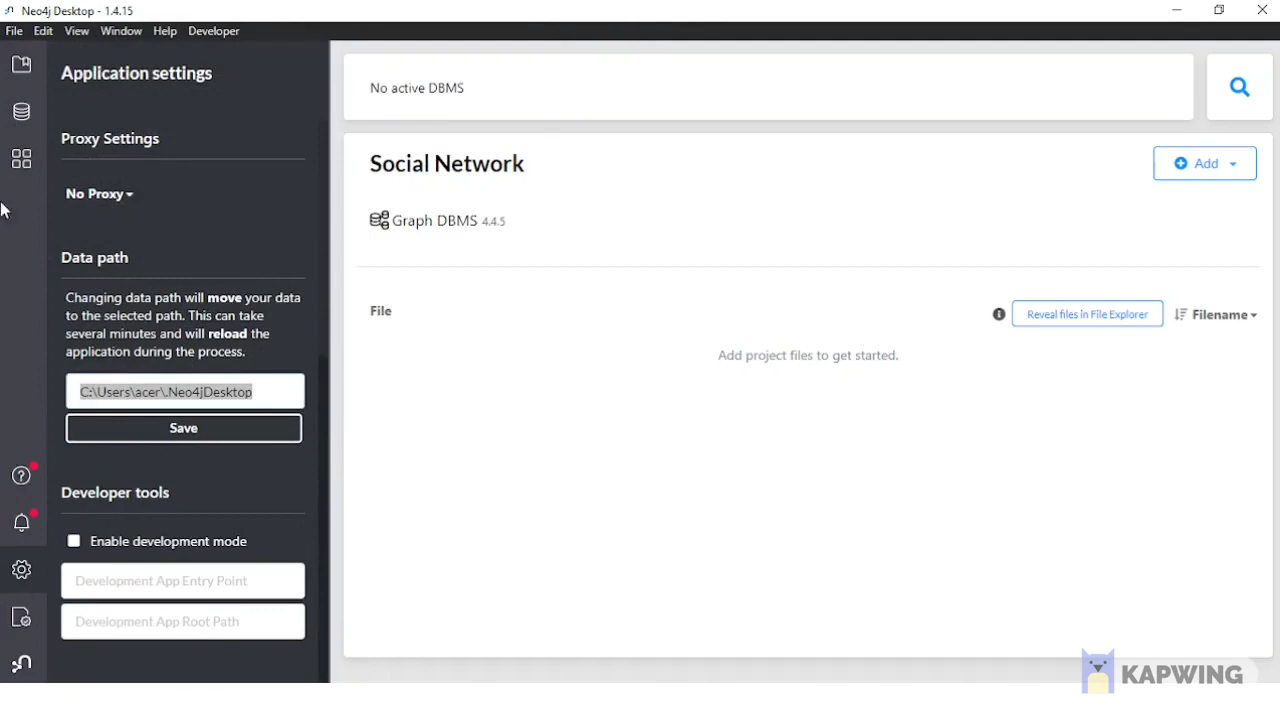 Neo4j Desktop - 1.4.15
File Edit View Window Help Developer
Application settings
Proxy Settings
No Proxy
Data path
Changing data path will move your data
to the selected path. This can take
several minutes and will reload the
application during the process.
C:\Users\acer\.Neo4jDesktop
Save
Developer tools
Enable development mode
Development App Entry Point
Development App Root Path
No active DBMS
Social Network
Add
Graph DBMS 4.4.5
File
Reveal files in File Explorer
Filename
Add project files to get started.
KAPWING